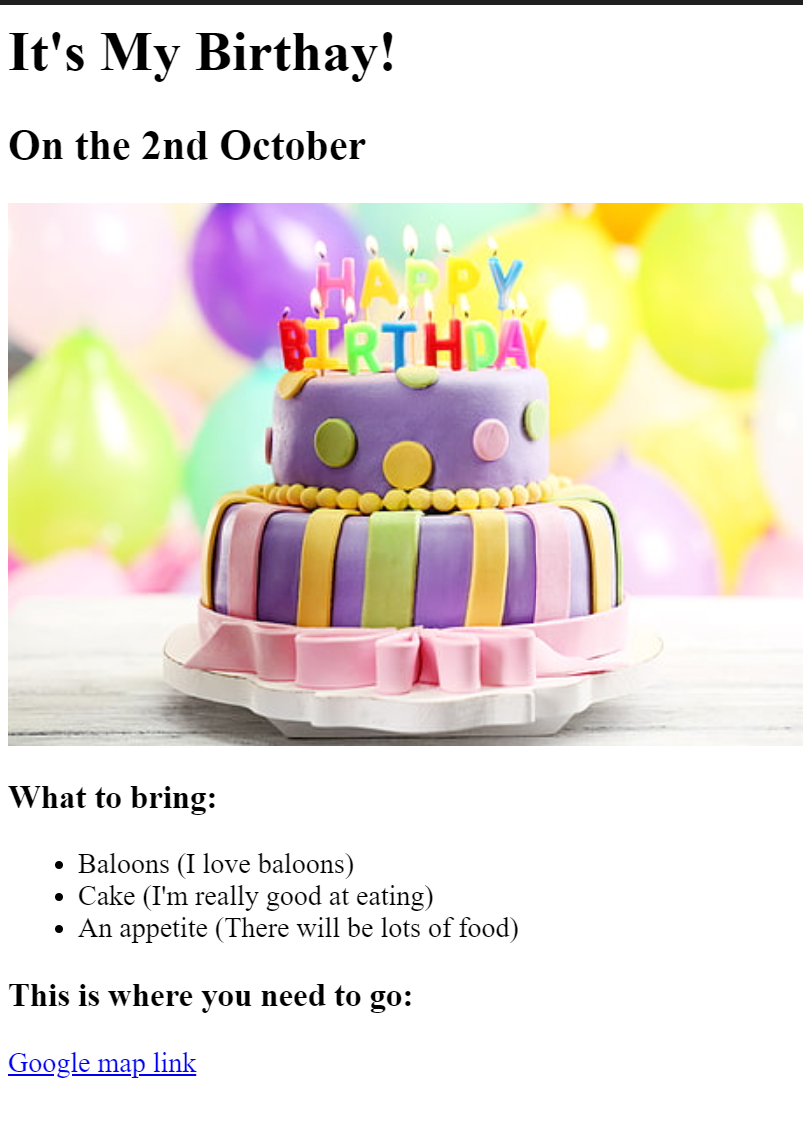 It's My Birthay!
On the 2nd October
HAPPY
BIRTHDAY
What to bring:
Baloons (I love baloons)
Cake (I'm really good at eating)
An appetite (There will be lots of food)
This is where you need to go:
Google map link